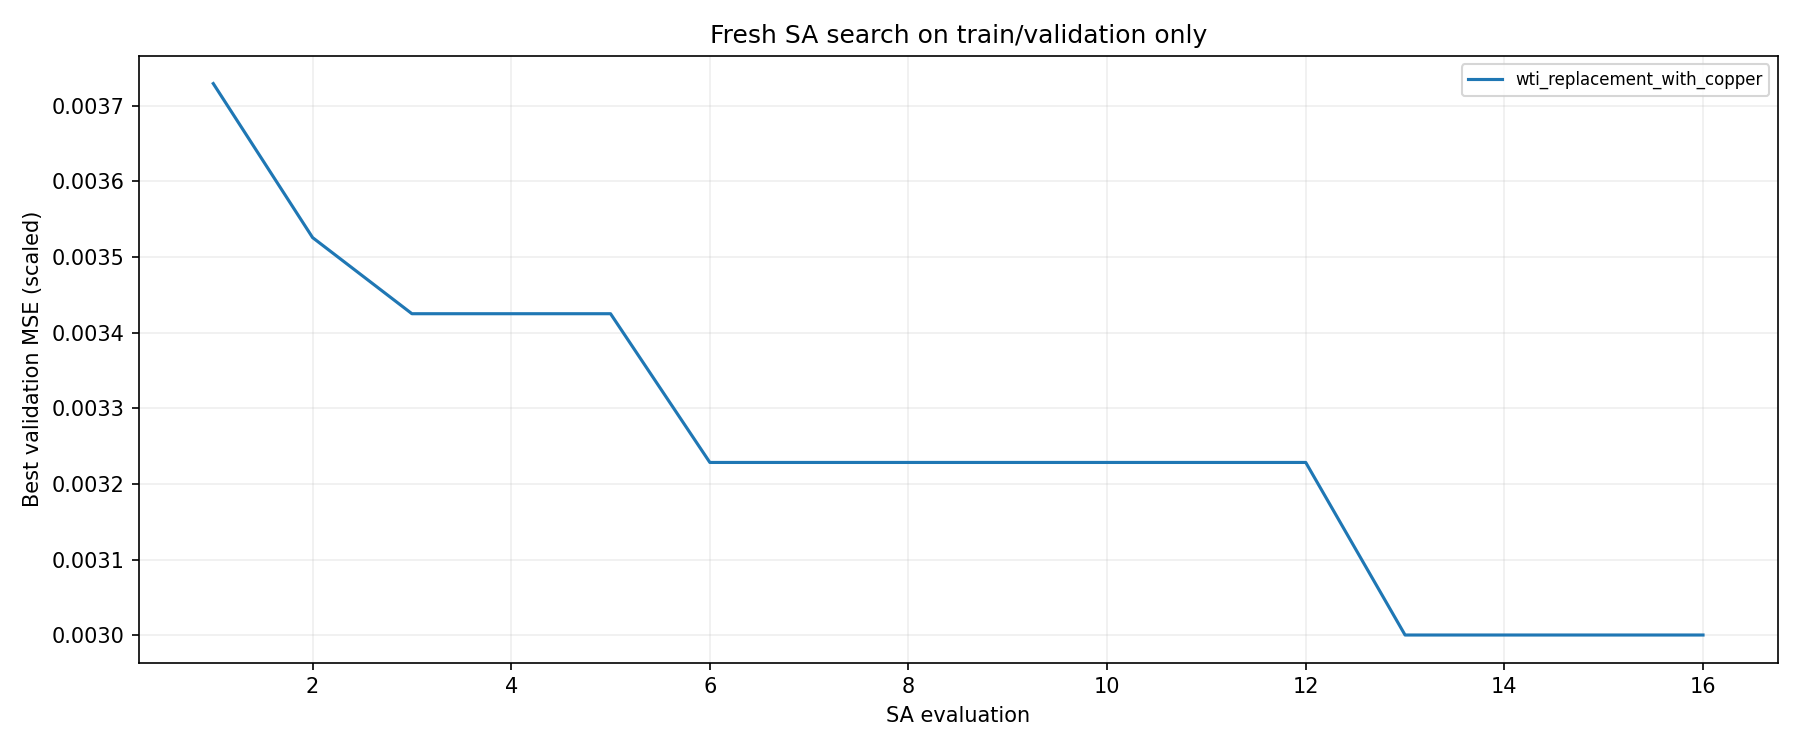 Fresh SA search on train/validation only
wti_replacement_with_copper
Best validation MSE (scaled)
0.0037
0.0036
0.0035
0.0034
0.0033
0.0032
0.0031
0.0030
2 4 6 8 10 12 14 16
SA evaluation